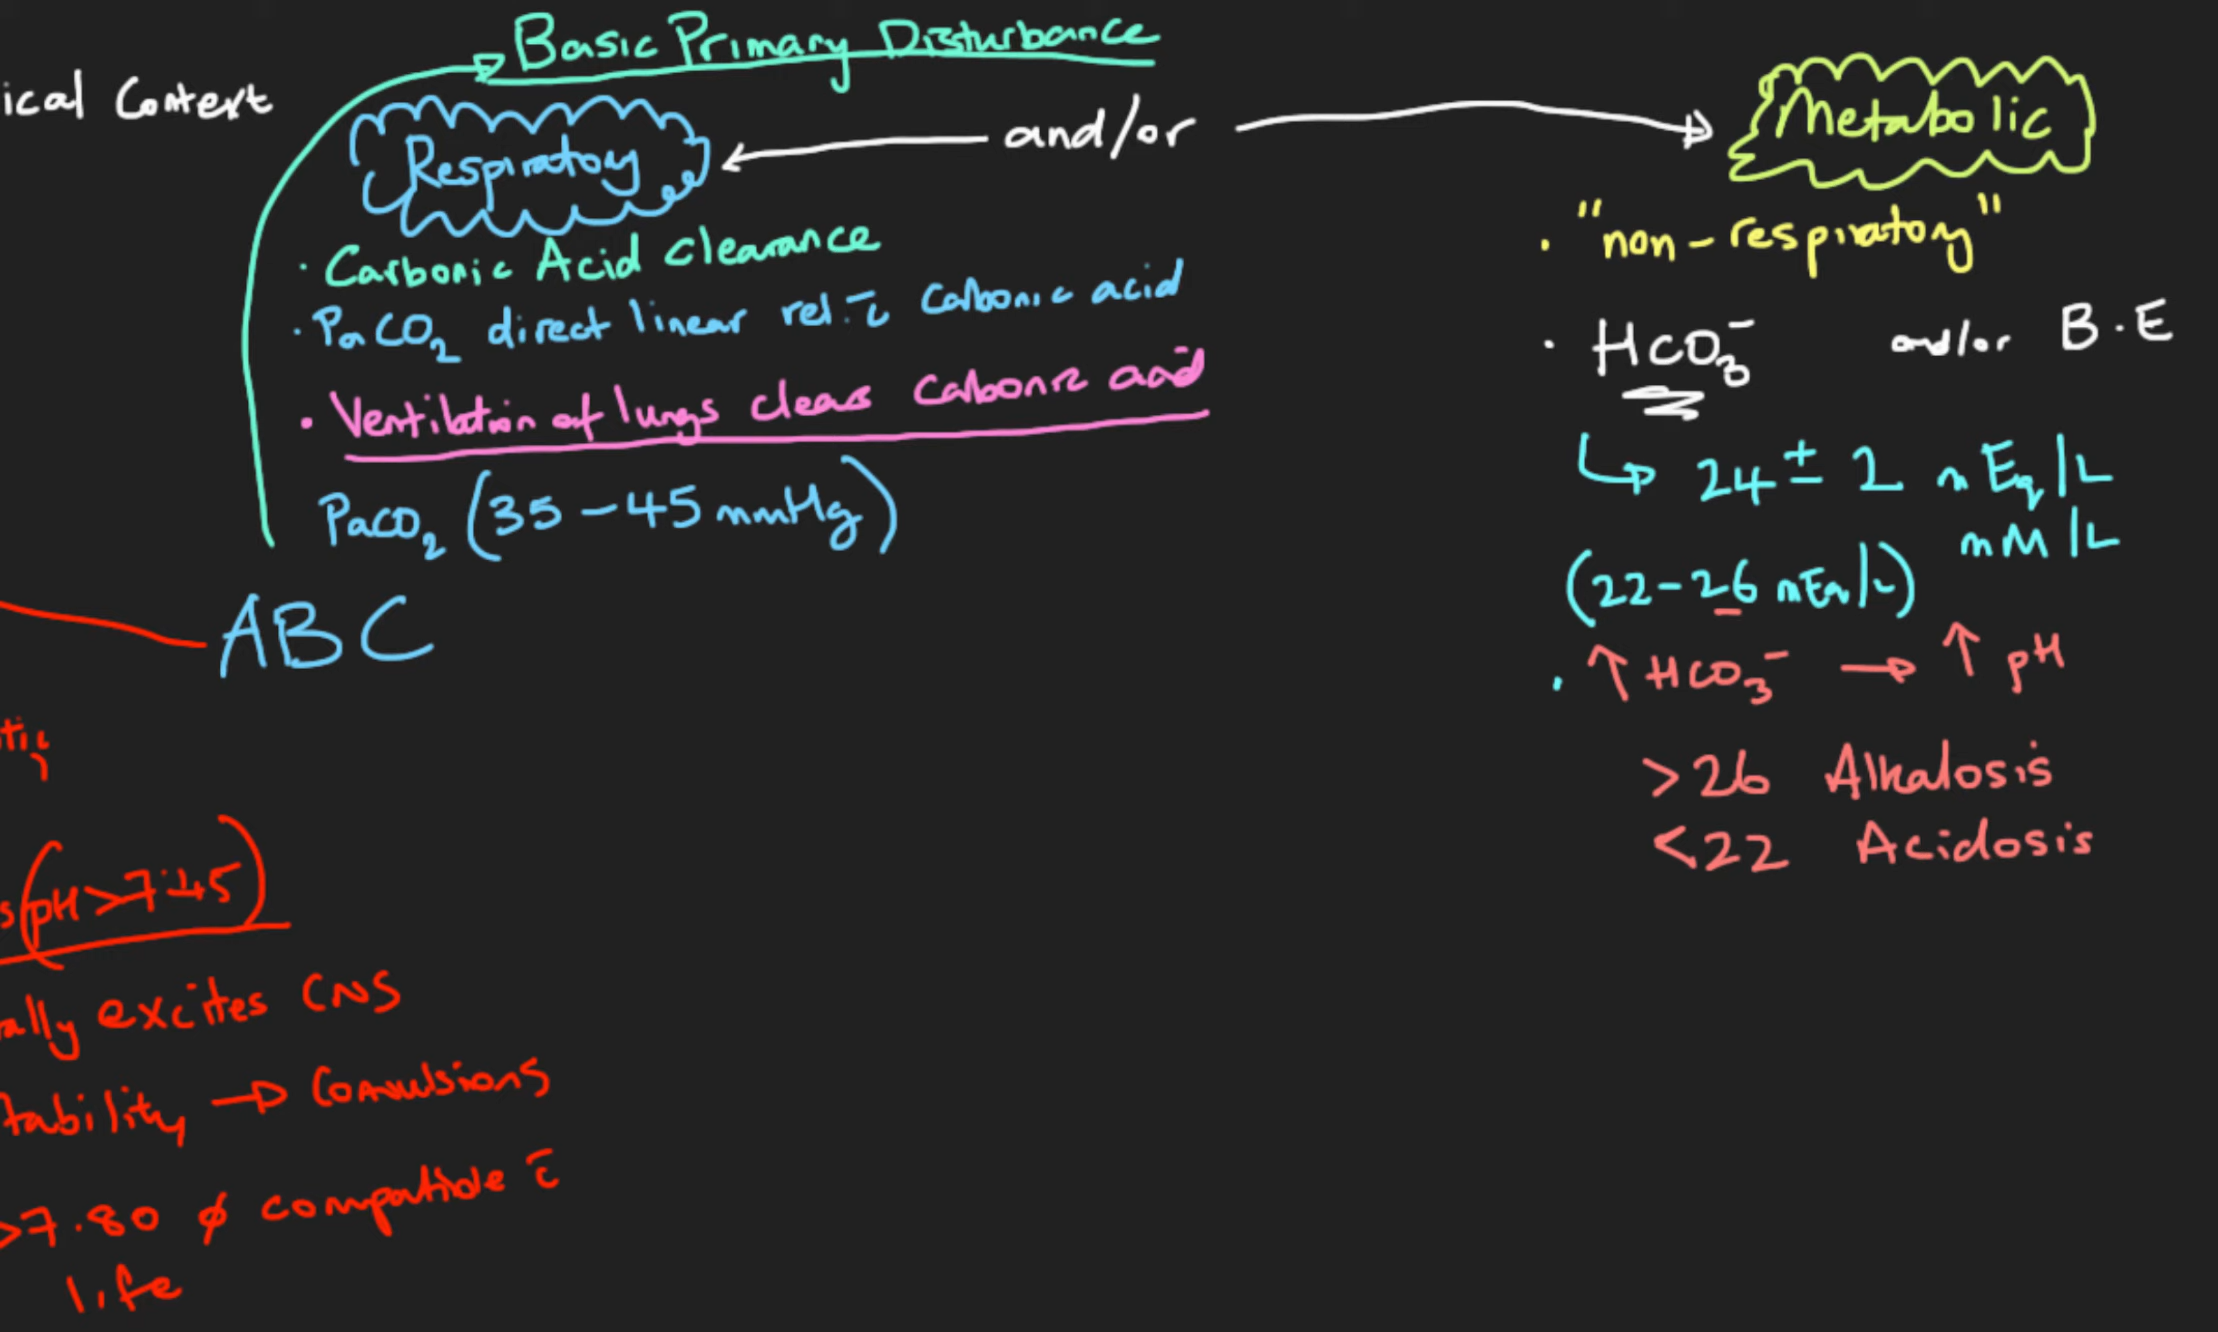 Basic Primary Disturbance
ical Context
Respiratory
and/or
Metabolic
· Carbonic Acid Clearance
· PaCO₂ direct linear rel. c̄ Carbonic acid
· Ventilation of lungs clears Carbonic acid
PaCO₂ (35-45 mmHg)
ABC
· "non-respiratory"
· HCO₃⁻ and/or B.E
24 ± 2 mEq/L
mM/L
(22-26 mEq/L)
· ↑ HCO₃⁻ → ↑ pH
>26 Alkalosis
<22 Acidosis
s (pH > 7.45)
ally excites CNS
tability → Convulsions
>7.80 ∅ compatible c̄
life